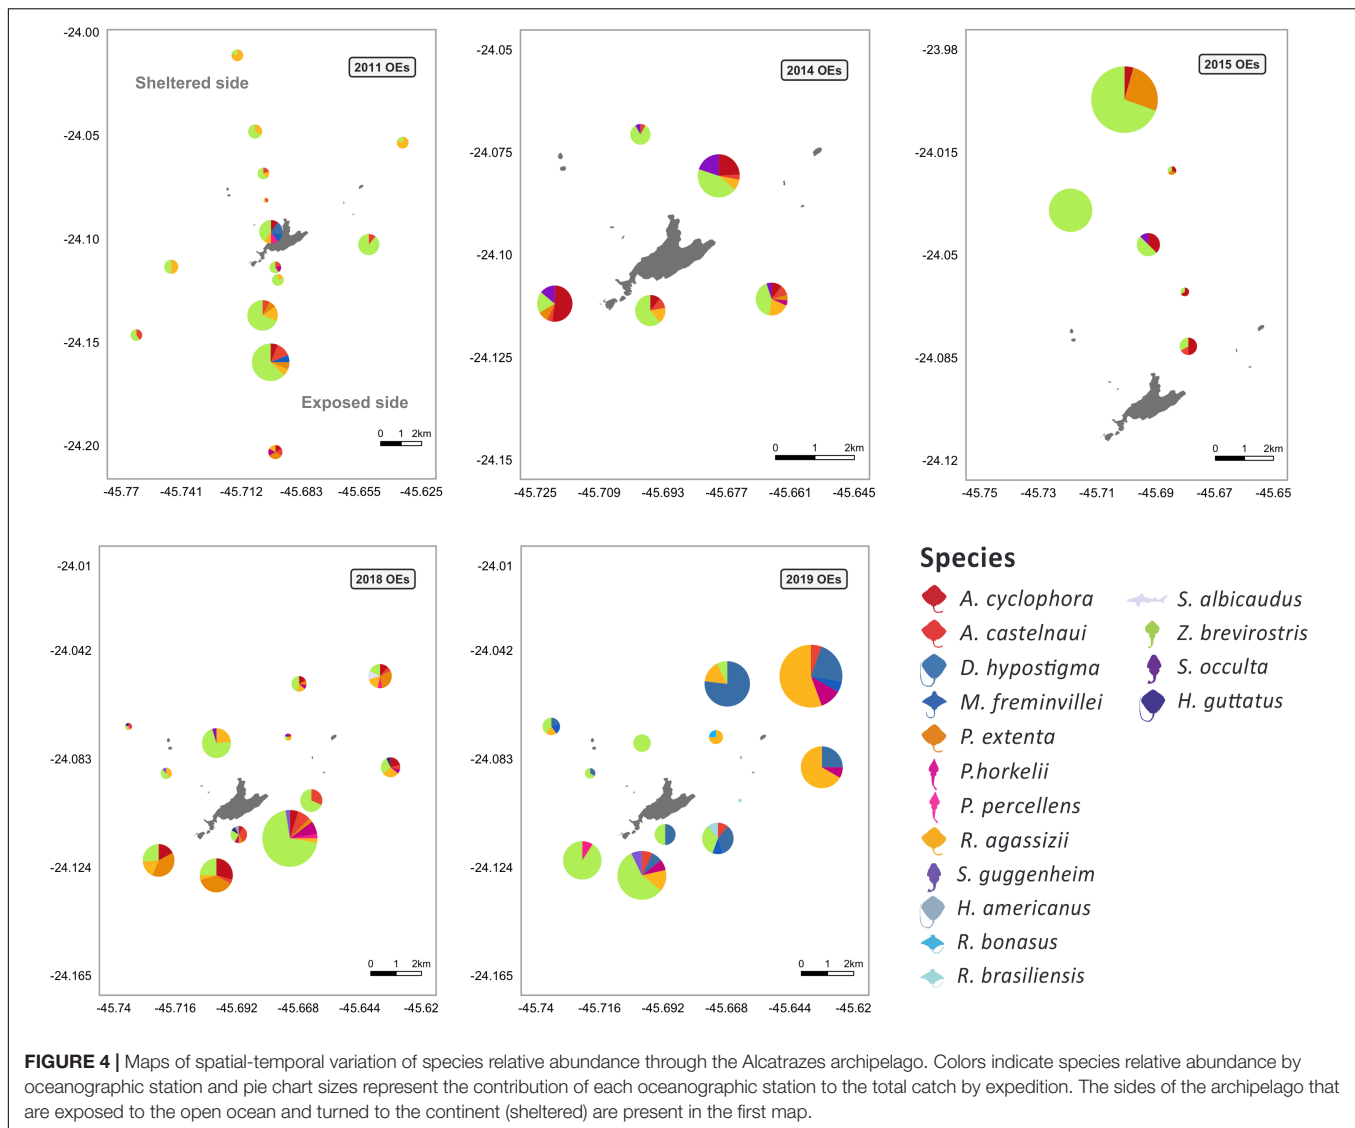 -24.00
-24.05
-24.10
-24.15
-24.20
2011 OEs
Sheltered side
Exposed side
0 1 2km
-45.77 -45.741 -45.712 -45.683 -45.655 -45.625
-24.05
-24.075
-24.10
-24.125
-24.15
2014 OEs
0 1 2km
-45.725 -45.709 -45.693 -45.677 -45.661 -45.645
-23.98
-24.015
-24.05
-24.085
-24.12
2015 OEs
0 1 2km
-45.75 -45.73 -45.71 -45.69 -45.67 -45.65
-24.01
-24.042
-24.083
-24.124
-24.165
2018 OEs
0 1 2km
-45.74 -45.716 -45.692 -45.668 -45.644 -45.62
-24.01
-24.042
-24.083
-24.124
-24.165
2019 OEs
0 1 2km
-45.74 -45.716 -45.692 -45.668 -45.644 -45.62
Species
A. cyclophora
A. castelnaui
D. hypostigma
M. freminvillei
P. extenta
P.horkelii
P. percellens
R. agassizii
S. guggenheim
H. americanus
R. bonasus
R. brasiliensis
S. albicaudus
Z. brevirostris
S. occulta
H. guttatus
FIGURE 4 | Maps of spatial-temporal variation of species relative abundance through the Alcatrazes archipelago. Colors indicate species relative abundance by
oceanographic station and pie chart sizes represent the contribution of each oceanographic station to the total catch by expedition. The sides of the archipelago that
are exposed to the open ocean and turned to the continent (sheltered) are present in the first map.